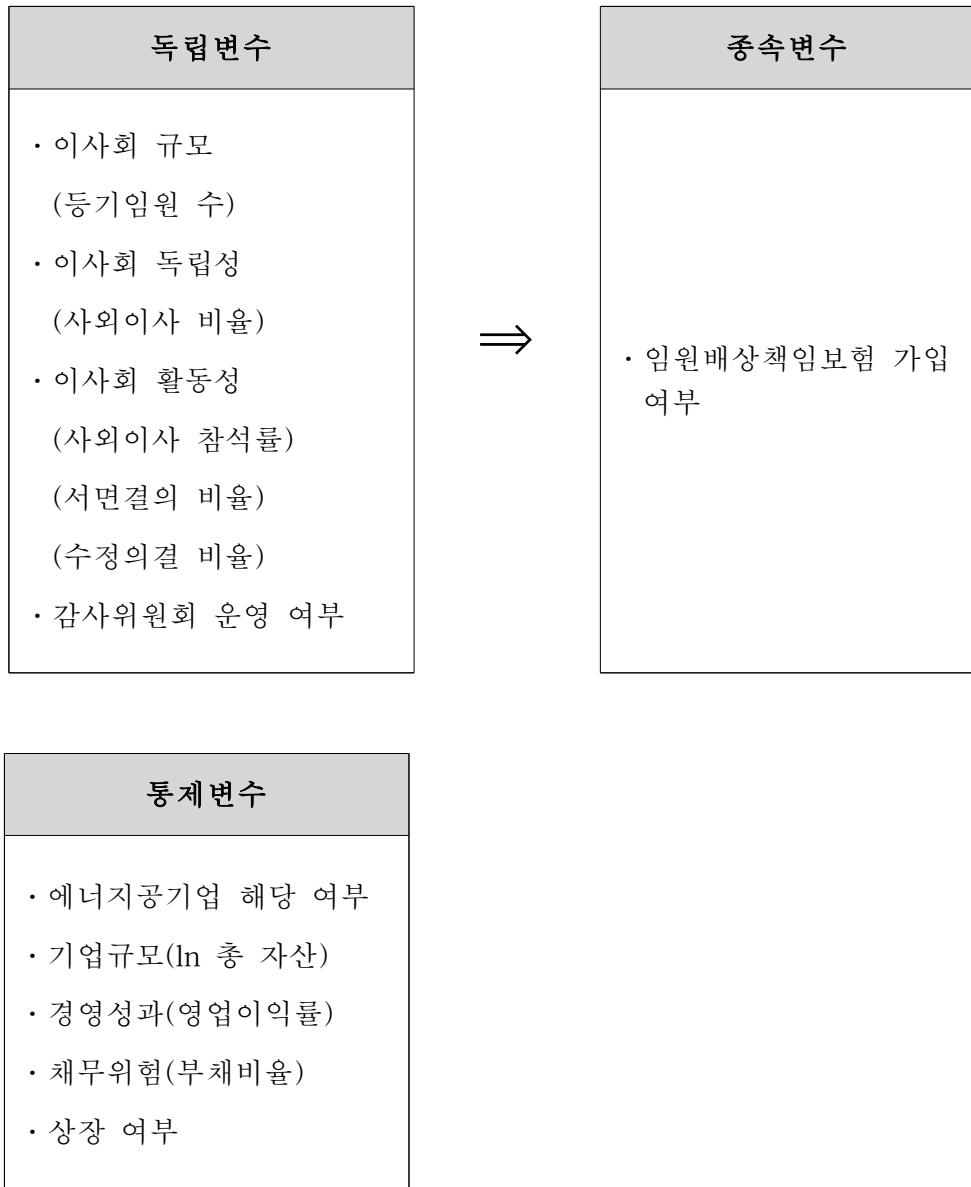 독립변수
· 이사회 규모
(등기임원 수)
· 이사회 독립성
(사외이사 비율)
· 이사회 활동성
(사외이사 참석률)
(서면결의 비율)
(수정의결 비율)
· 감사위원회 운영 여부
⇒
종속변수
· 임원배상책임보험 가입
여부
통제변수
· 에너지공기업 해당 여부
· 기업규모(ln 총 자산)
· 경영성과(영업이익률)
· 채무위험(부채비율)
· 상장 여부